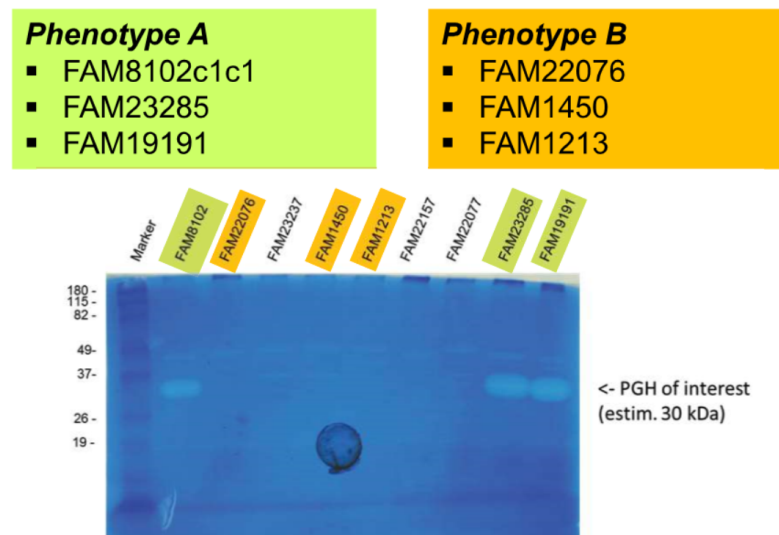 Phenotype A
▪ FAM8102c1c1
▪ FAM23285
▪ FAM19191
Phenotype B
▪ FAM22076
▪ FAM1450
▪ FAM1213
Marker
FAM8102
FAM22076
FAM23237
FAM1450
FAM1213
FAM22157
FAM22077
FAM23285
FAM19191
180 -
115 -
82 -
49-
37-
26 -
19 -
<- PGH of interest
(estim. 30 kDa)